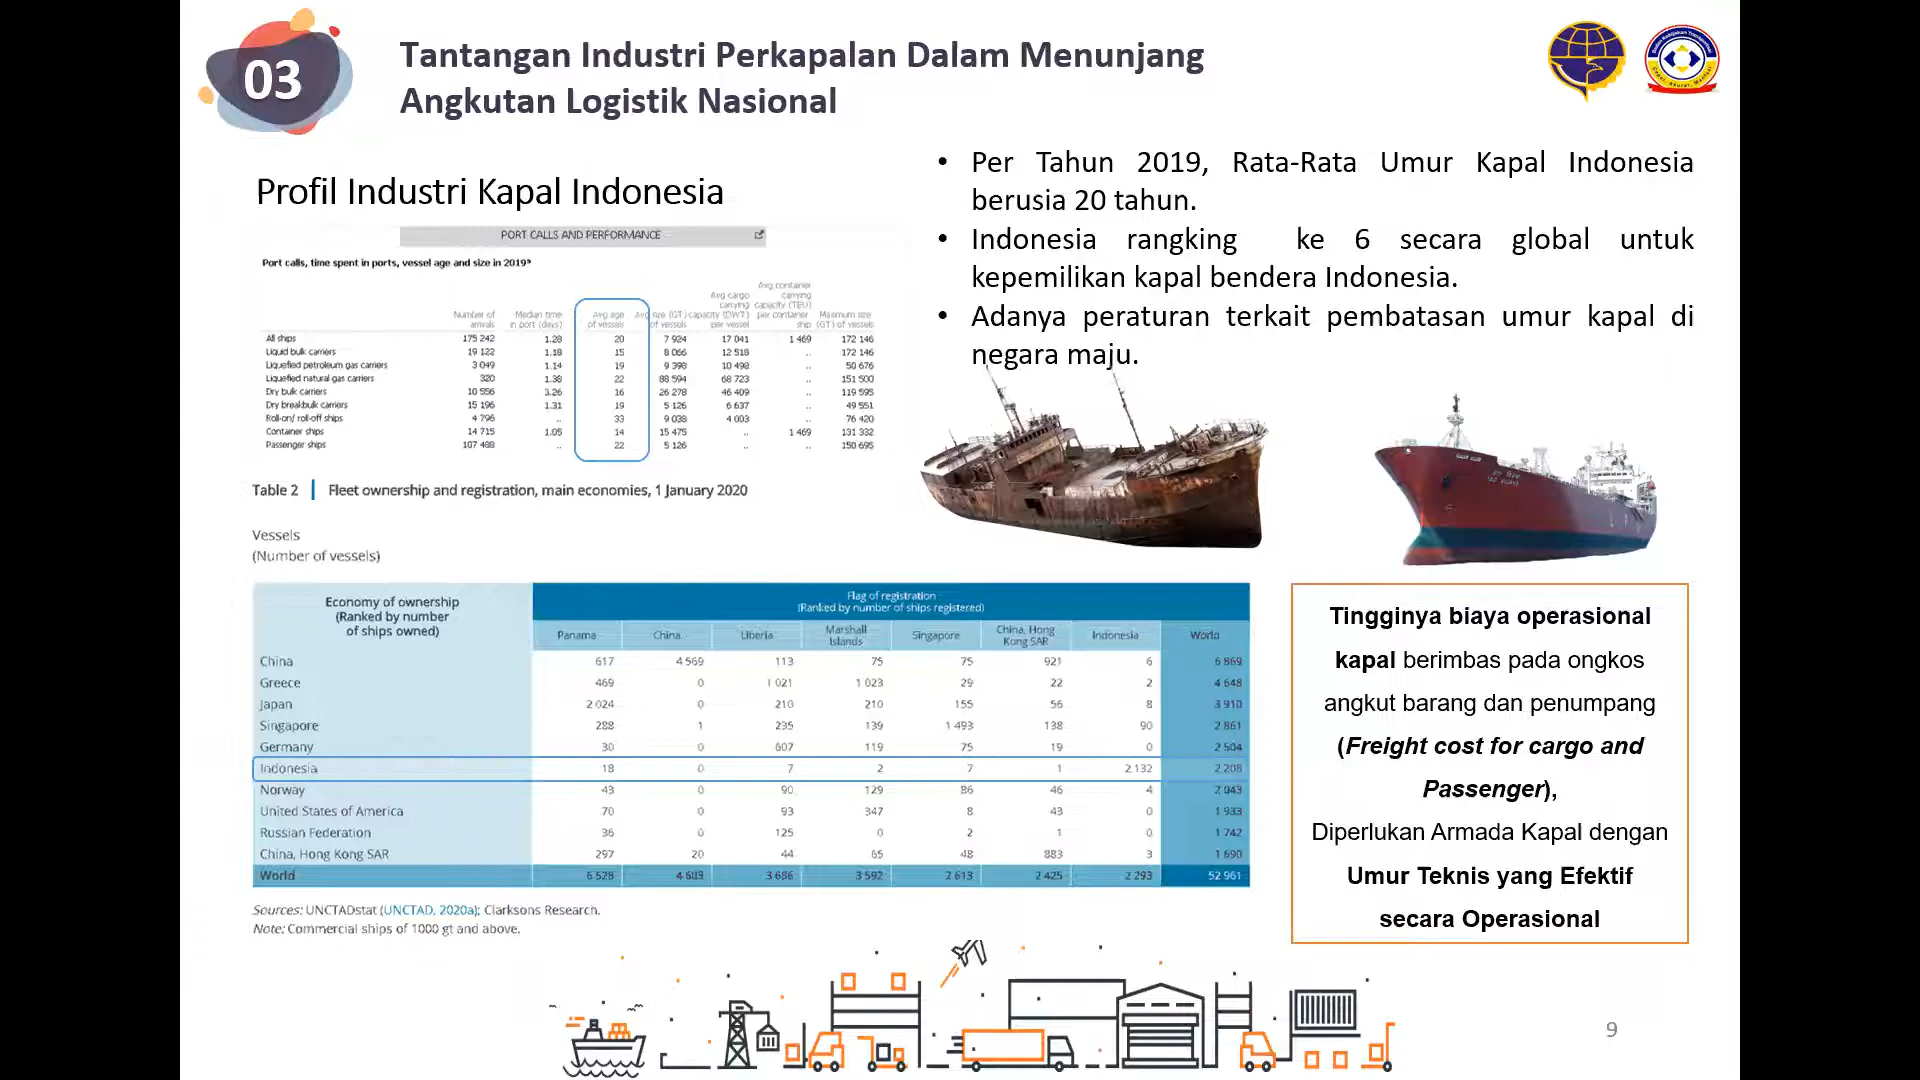 03
Tantangan Industri Perkapalan Dalam Menunjang
Angkutan Logistik Nasional
Profil Industri Kapal Indonesia
PORT CALLS AND PERFORMANCE
Port calls, time spent in ports, vessel age and size in 2019
Number of arrivals Median time in port (days) Avg age of vessels Avg size (GT) of vessels Avg cargo carrying capacity (DWT) per vessel Avg container carrying capacity (TEU) per container ship Maximum size (GT) of vessels
All ships 175 242 1.28 20 7 924 17 041 1 469 172 146
Liquid bulk carriers 19 122 1.18 15 8 066 12 518 .. 172 146
Liquefied petroleum gas carriers 3 049 1.14 19 9 398 10 498 .. 50 676
Liquefied natural gas carriers 320 1.38 22 88 594 68 723 .. 151 500
Dry bulk carriers 10 556 3.26 16 26 278 46 409 .. 119 595
Dry breakbulk carriers 15 196 1.31 19 5 126 6 637 .. 49 551
Roll-on/ roll-off ships 4 796 .. 33 9 038 4 003 .. 76 420
Container ships 14 715 1.05 14 15 475 .. 1 469 131 332
Passenger ships 107 488 .. 22 5 126 .. .. 150 695
Table 2 | Fleet ownership and registration, main economies, 1 January 2020
Vessels
(Number of vessels)
Economy of ownership
(Ranked by number
of ships owned)
Flag of registration
(Ranked by number of ships registered)
Panama China Liberia Marshall Islands Singapore China, Hong Kong SAR Indonesia World
China 617 4 569 113 75 75 921 6 6 869
Greece 469 0 1 021 1 023 29 22 2 4 648
Japan 2 024 0 210 210 155 56 8 3 910
Singapore 288 1 235 139 1 493 138 90 2 861
Germany 30 0 607 119 75 19 0 2 504
Indonesia 18 0 7 2 7 1 2 132 2 208
Norway 43 0 90 129 86 46 4 2 043
United States of America 70 0 93 347 8 43 0 1 933
Russian Federation 36 0 125 0 2 1 0 1 742
China, Hong Kong SAR 297 20 44 65 48 883 3 1 690
World 6 528 4 603 3 686 3 592 2 613 2 425 2 293 52 961
Sources: UNCTADstat (UNCTAD, 2020a); Clarksons Research.
Note: Commercial ships of 1000 gt and above.
• Per Tahun 2019, Rata-Rata Umur Kapal Indonesia
berusia 20 tahun.
• Indonesia rangking ke 6 secara global untuk
kepemilikan kapal bendera Indonesia.
• Adanya peraturan terkait pembatasan umur kapal di
negara maju.
Tingginya biaya operasional
kapal berimbas pada ongkos
angkut barang dan penumpang
(Freight cost for cargo and
Passenger),
Diperlukan Armada Kapal dengan
Umur Teknis yang Efektif
secara Operasional
9